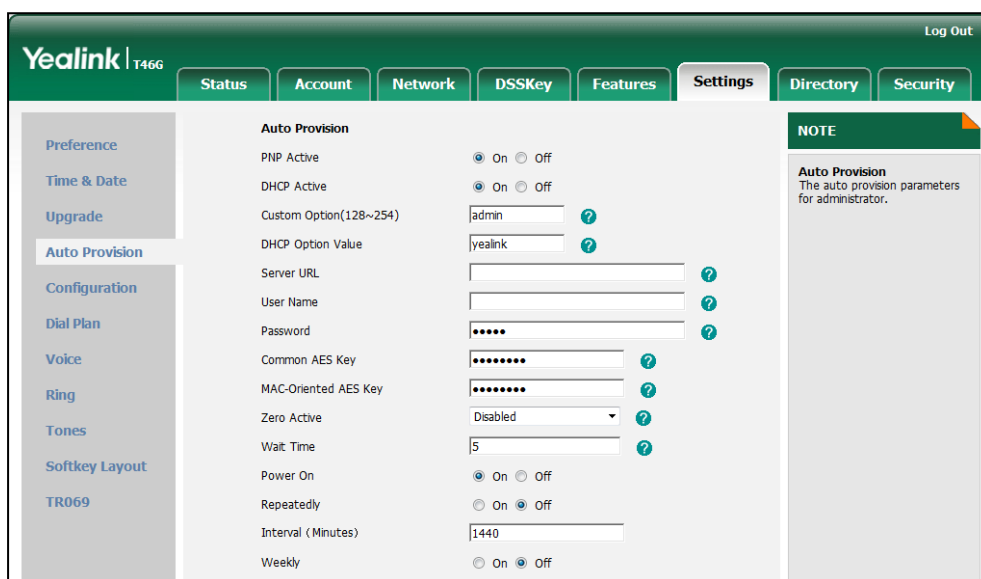 Log Out
Yealink T46G
Status Account Network DSSKey Features Settings Directory Security
Preference
Time & Date
Upgrade
Auto Provision
Configuration
Dial Plan
Voice
Ring
Tones
Softkey Layout
TR069
Auto Provision
PNP Active On Off
DHCP Active On Off
Custom Option(128~254) admin ?
DHCP Option Value yealink ?
Server URL ?
User Name ?
Password ••••• ?
Common AES Key •••••••• ?
MAC-Oriented AES Key •••••••• ?
Zero Active Disabled ?
Wait Time 5 ?
Power On On Off
Repeatedly On Off
Interval (Minutes) 1440
Weekly On Off
NOTE
Auto Provision
The auto provision parameters
for administrator.